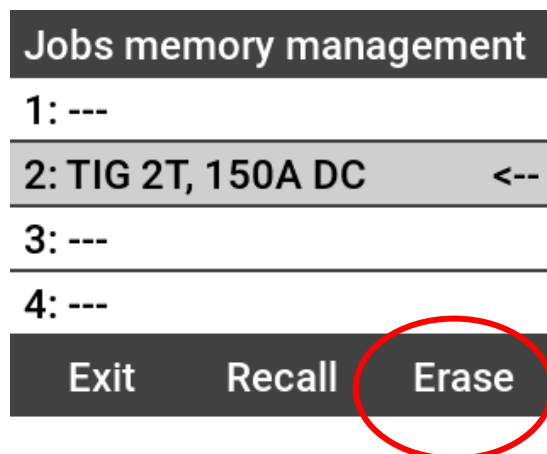 Jobs memory management
1: ---
2: TIG 2T, 150A DC <--
3: ---
4: ---
Exit Recall Erase